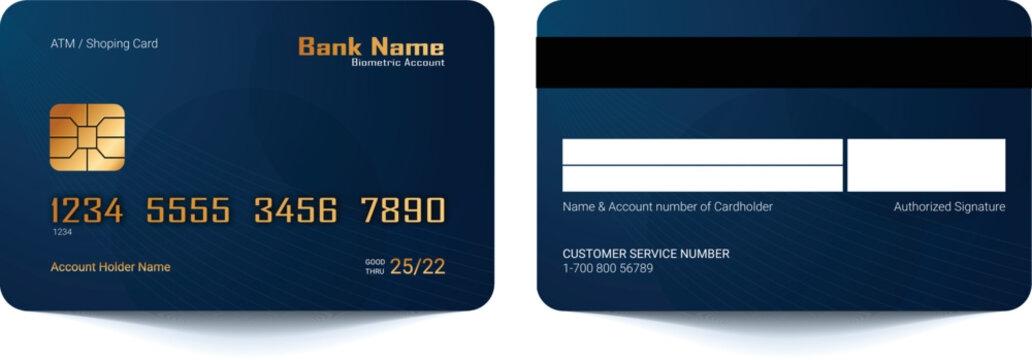 ATM / Shoping Card
Bank Name
Biometric Account
1234 5555 3456 7890
1234
Account Holder Name
GOOD
THRU 25/22
Name & Account number of Cardholder
Authorized Signature
CUSTOMER SERVICE NUMBER
1-700 800 56789